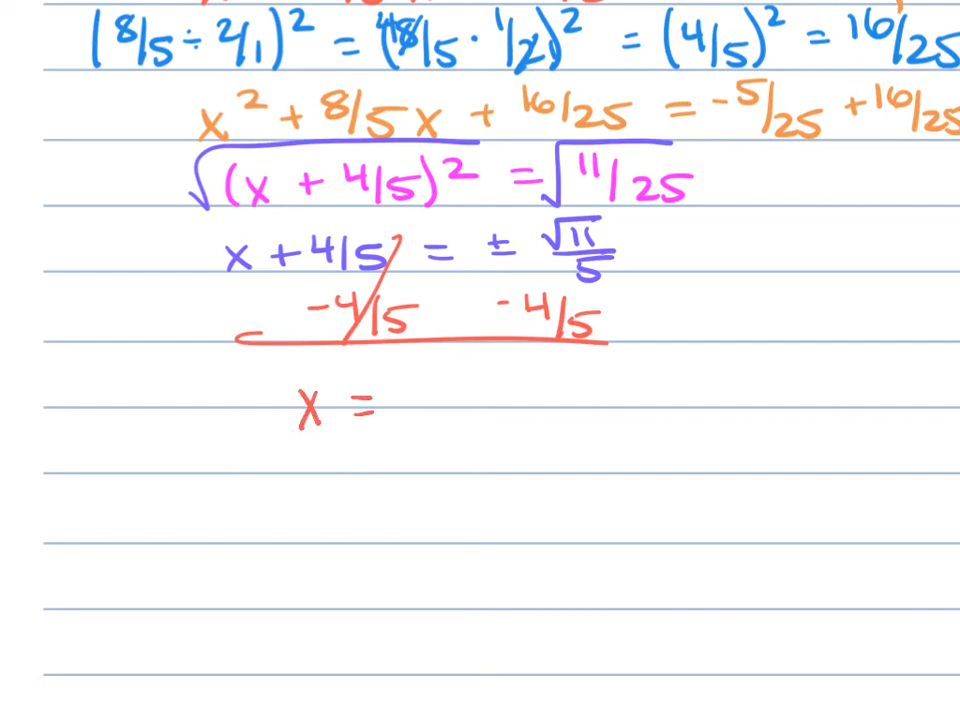 (8/5 ÷ 2/1)² = (8/5 · 1/2)² = (4/5)² = 16/25
x² + 8/5x + 16/25 = -5/25 + 16/25
√(x + 4/5)² = √11/25
x + 4/5 = ± √11/5
-4/5 -4/5
x =